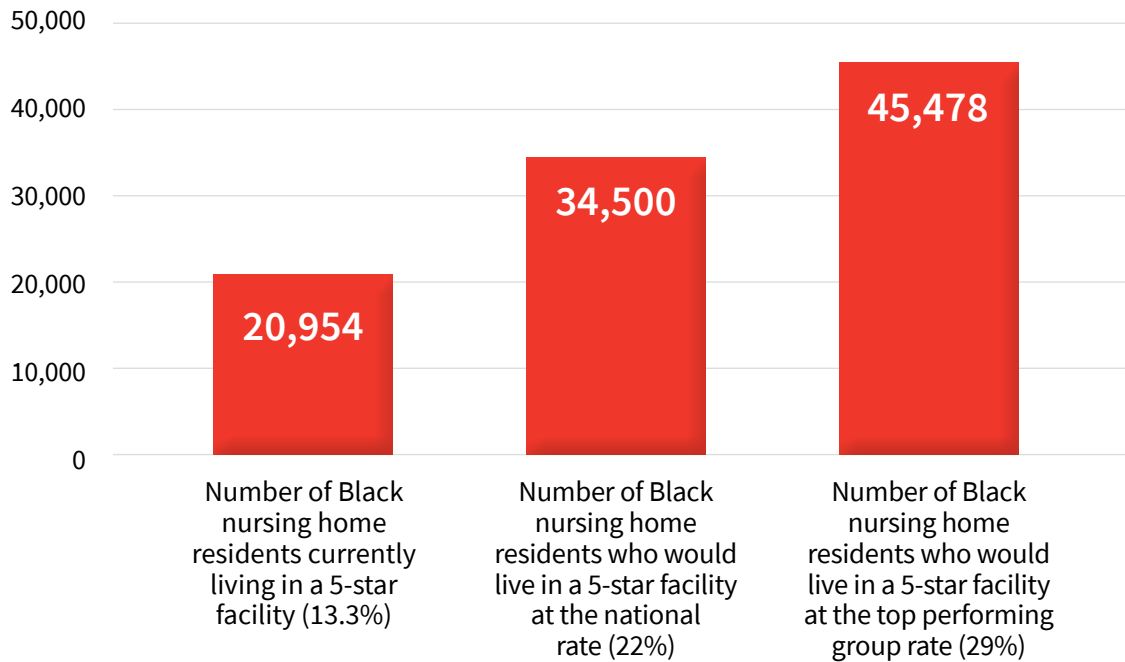 50,000
40,000
30,000
20,000
10,000
0
20,954
34,500
45,478
Number of Black
nursing home
residents currently
living in a 5-star
facility (13.3%)
Number of Black
nursing home
residents who would
live in a 5-star facility
at the national
rate (22%)
Number of Black
nursing home
residents who would
live in a 5-star facility
at the top performing
group rate (29%)